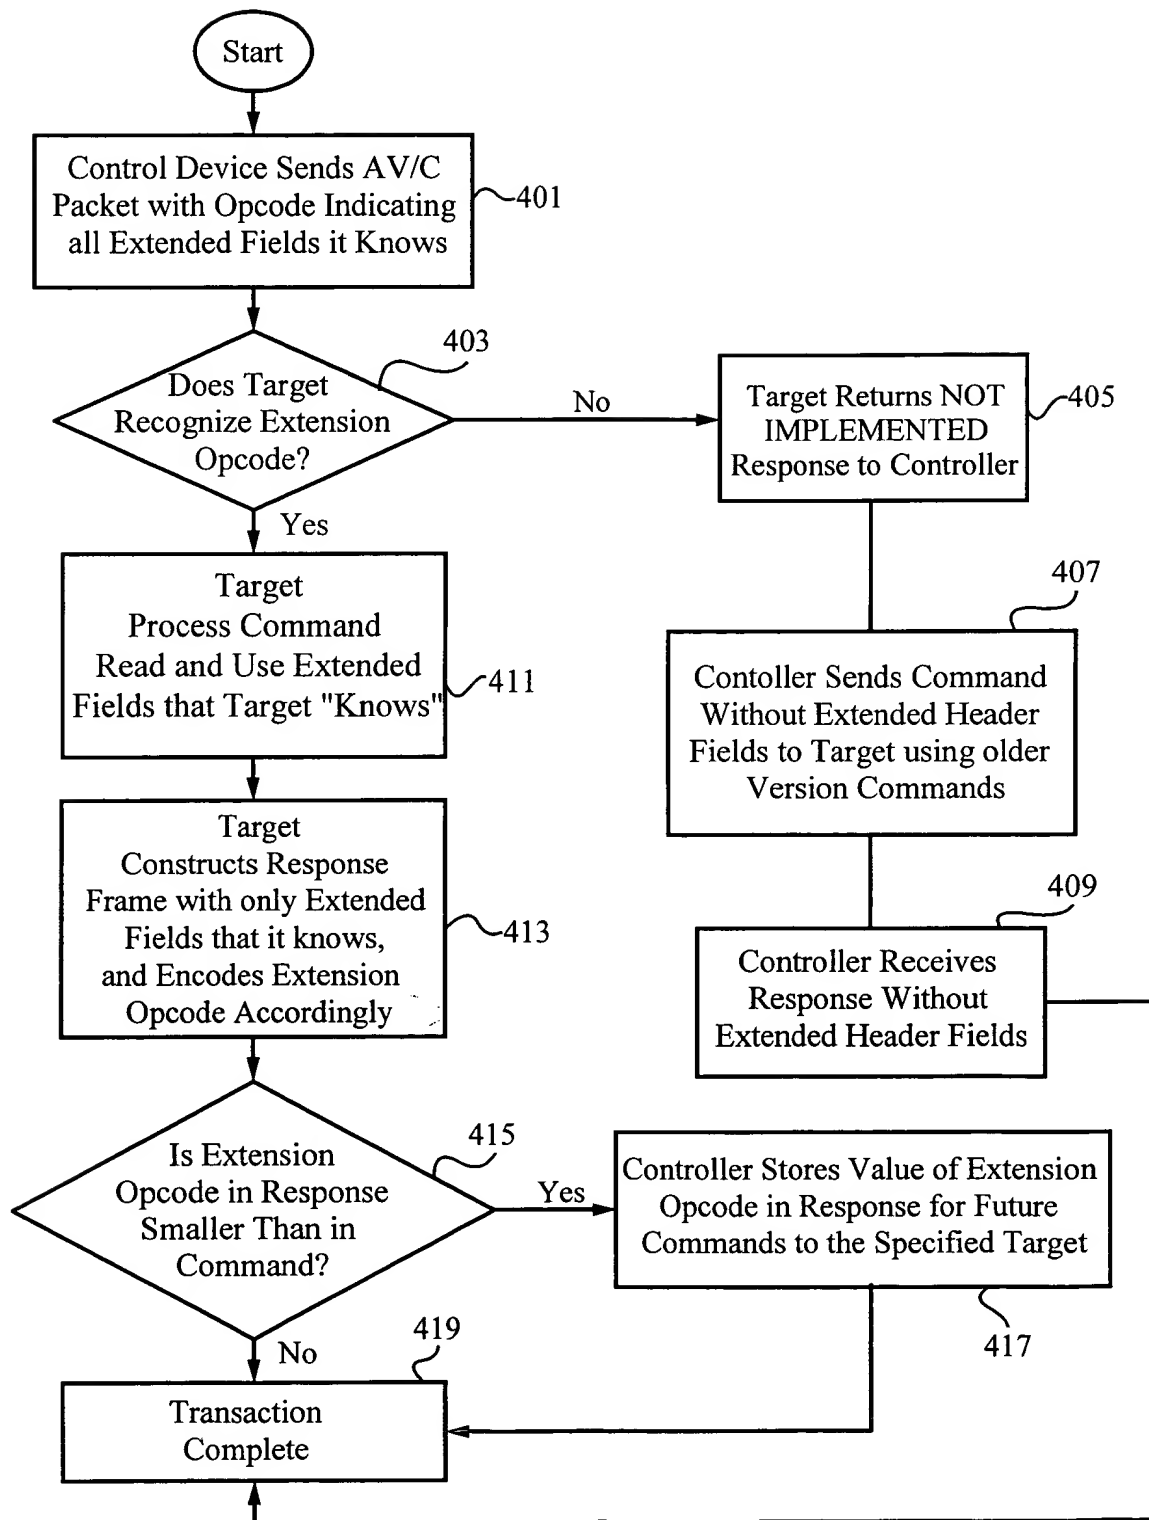 Start
Control Device Sends AV/C
Packet with Opcode Indicating
all Extended Fields it Knows
401
403
Does Target
Recognize Extension
Opcode?
No
Target Returns NOT
IMPLEMENTED
Response to Controller
405
Yes
407
Target
Process Command
Read and Use Extended
Fields that Target "Knows"
411
Contoller Sends Command
Without Extended Header
Fields to Target using older
Version Commands
Target
Constructs Response
Frame with only Extended
Fields that it knows,
and Encodes Extension
Opcode Accordingly
413
409
Controller Receives
Response Without
Extended Header Fields
415
Is Extension
Opcode in Response
Smaller Than in
Command?
Yes
Controller Stores Value of Extension
Opcode in Response for Future
Commands to the Specified Target
417
No
419
Transaction
Complete